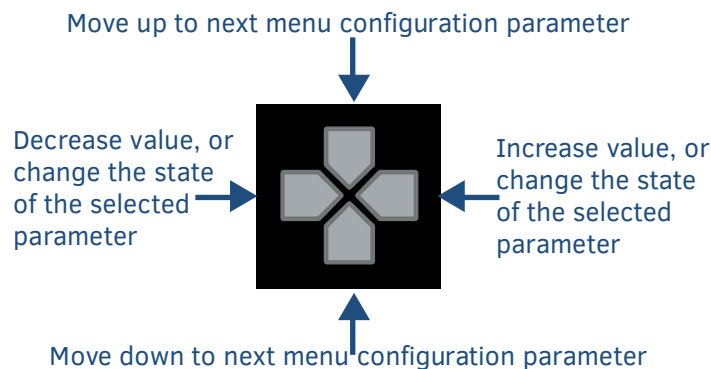 Move up to next menu configuration parameter
Decrease value, or
change the state
of the selected
parameter
Increase value, or
change the state
of the selected
parameter
Move down to next menu configuration parameter